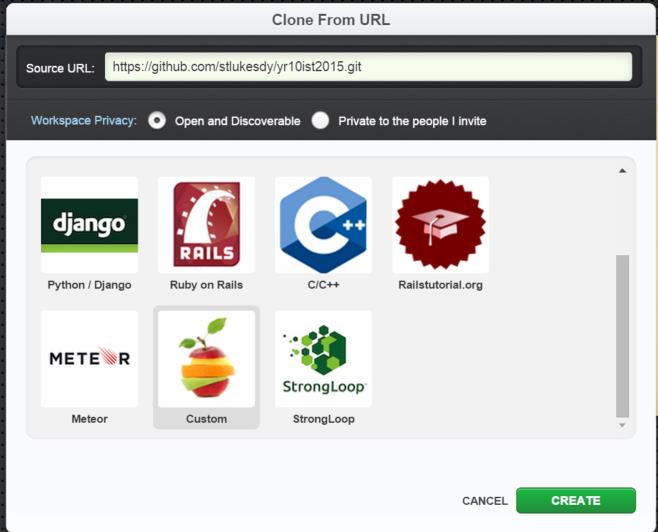 Clone From URL
Source URL: https://github.com/stlukesdy/yr10ist2015.git
Workspace Privacy: Open and Discoverable Private to the people I invite
django
RAILS
C++
Python / Django Ruby on Rails C/C++ Railstutorial.org
METEOR
StrongLoop
Meteor Custom StrongLoop
CANCEL CREATE